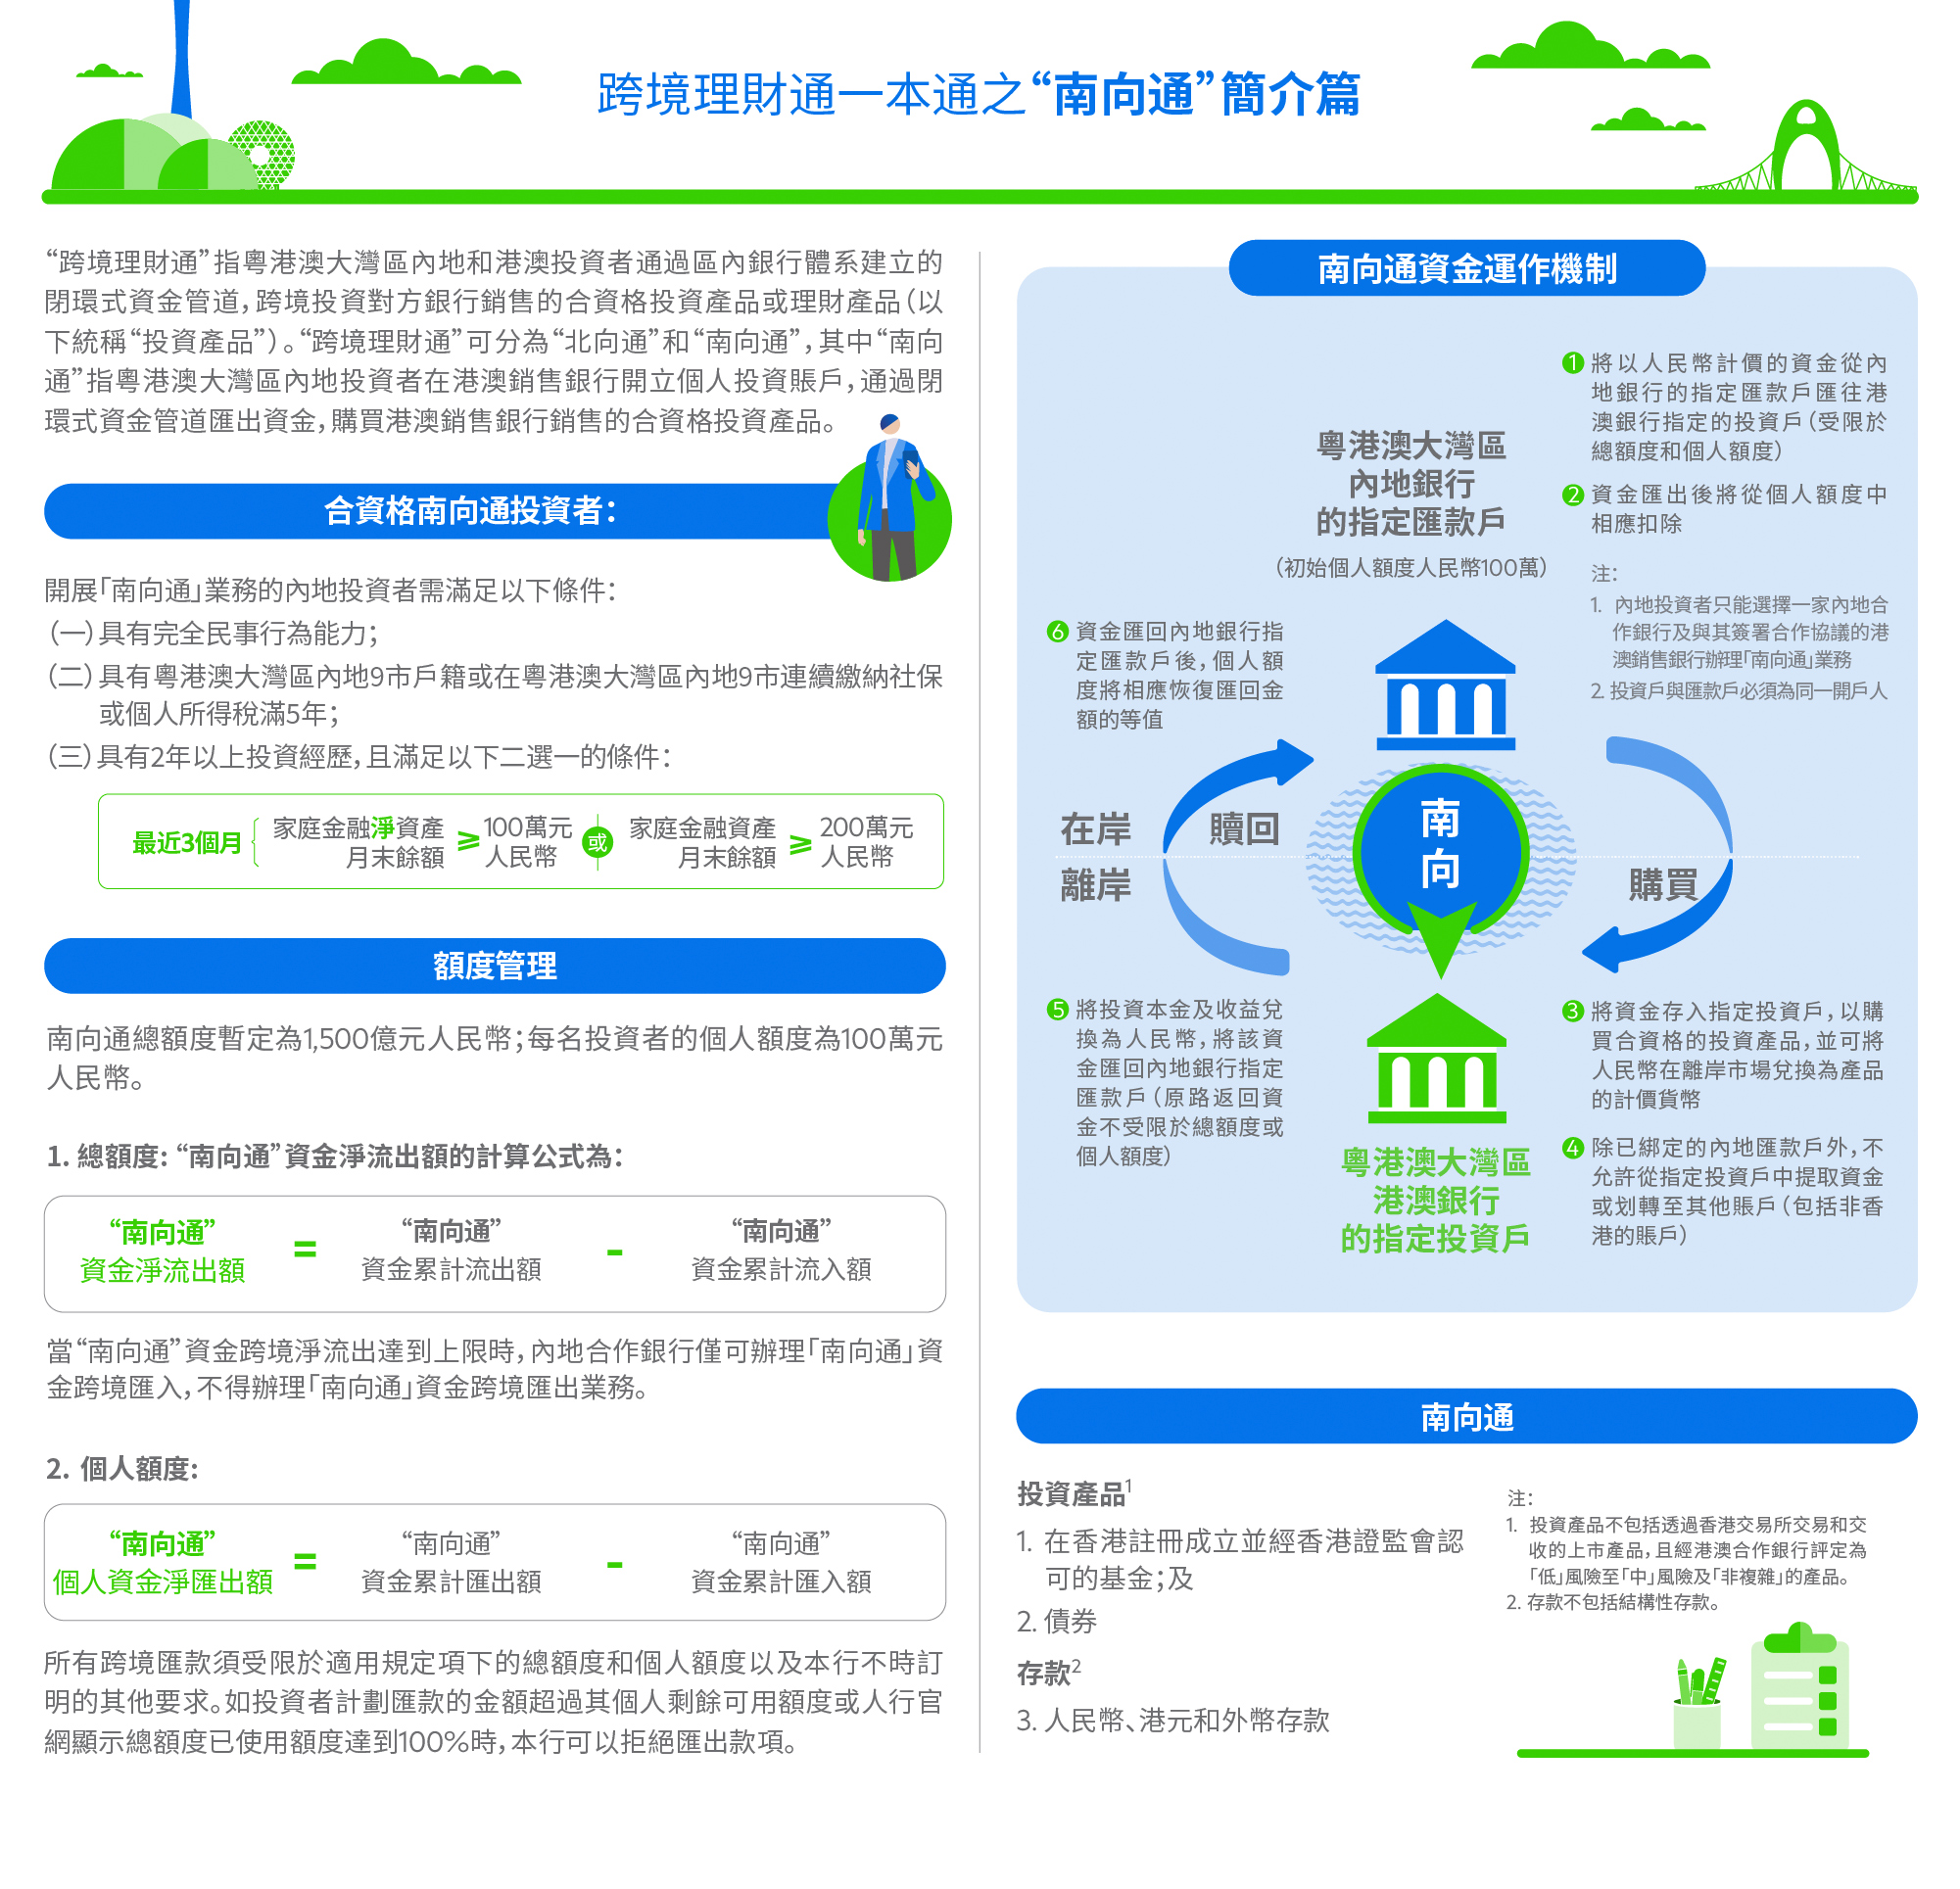 跨境理財通一本通之“南向通”簡介篇
“跨境理財通”指粵港澳大灣區內地和港澳投資者通過區內銀行體系建立的
閉環式資金管道，跨境投資對方銀行銷售的合資格投資產品或理財產品（以
下統稱“投資產品”）。“跨境理財通”可分為“北向通”和“南向通”，其中“南向
通”指粵港澳大灣區內地投資者在港澳銷售銀行開立個人投資賬戶，通過閉
環式資金管道匯出資金，購買港澳銷售銀行銷售的合資格投資產品。
合資格南向通投資者：
開展「南向通」業務的內地投資者需滿足以下條件：
（一）具有完全民事行為能力；
（二）具有粵港澳大灣區內地9市戶籍或在粵港澳大灣區內地9市連續繳納社保
或個人所得稅滿5年；
（三）具有2年以上投資經歷，且滿足以下二選一的條件：
最近3個月 家庭金融淨資產 月末餘額 ≥ 100萬元 人民幣 或 家庭金融資產 月末餘額 ≥ 200萬元 人民幣
額度管理
南向通總額度暫定為1,500億元人民幣；每名投資者的個人額度為100萬元
人民幣。
1. 總額度: “南向通”資金淨流出額的計算公式為：
“南向通” “南向通” “南向通”
資金淨流出額 = 資金累計流出額 - 資金累計流入額
當“南向通”資金跨境淨流出達到上限時，內地合作銀行僅可辦理「南向通」資
金跨境匯入，不得辦理「南向通」資金跨境匯出業務。
2. 個人額度:
“南向通” “南向通” “南向通”
個人資金淨匯出額 = 資金累計匯出額 - 資金累計匯入額
所有跨境匯款須受限於適用規定項下的總額度和個人額度以及本行不時訂
明的其他要求。如投資者計劃匯款的金額超過其個人剩餘可用額度或人行官
網顯示總額度已使用額度達到100%時，本行可以拒絕匯出款項。
南向通資金運作機制
粵港澳大灣區
內地銀行
的指定匯款戶
（初始個人額度人民幣100萬）
1 將以人民幣計價的資金從內
地銀行的指定匯款戶匯往港
澳銀行指定的投資戶（受限於
總額度和個人額度）
2 資金匯出後將從個人額度中
相應扣除
注：
1. 內地投資者只能選擇一家內地合
作銀行及與其簽署合作協議的港
澳銷售銀行辦理「南向通」業務
2. 投資戶與匯款戶必須為同一開戶人
6 資金匯回內地銀行指
定匯款戶後，個人額
度將相應恢復匯回金
額的等值
在岸
贖回
南
向
離岸
購買
5 將投資本金及收益兌
換為人民幣，將該資
金匯回內地銀行指定
匯款戶（原路返回資
金不受限於總額度或
個人額度）
粵港澳大灣區
港澳銀行
的指定投資戶
3 將資金存入指定投資戶，以購
買合資格的投資產品，並可將
人民幣在離岸市場兌換為產品
的計價貨幣
4 除已綁定的內地匯款戶外，不
允許從指定投資戶中提取資金
或划轉至其他賬戶（包括非香
港的賬戶）
南向通
投資產品1
1. 在香港註冊成立並經香港證監會認
可的基金；及
2. 債券
存款2
3. 人民幣、港元和外幣存款
注：
1. 投資產品不包括透過香港交易所交易和交
收的上市產品，且經港澳合作銀行評定為
「低」風險至「中」風險及「非複雜」的產品。
2. 存款不包括結構性存款。